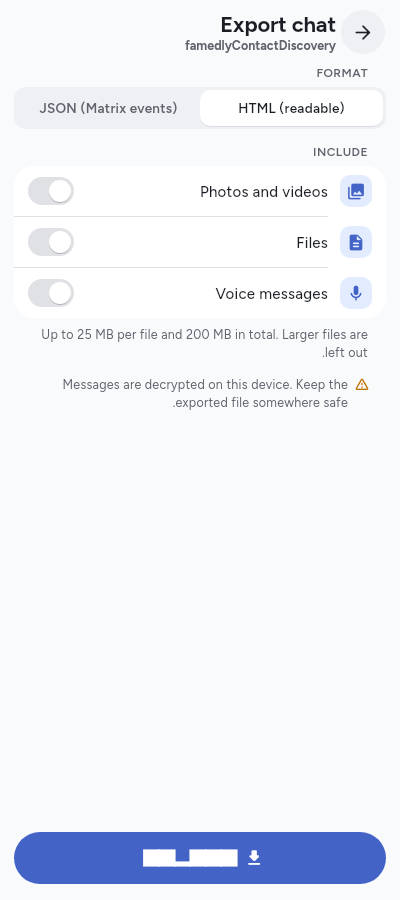 Export chat
famedlyContactDiscovery
FORMAT
HTML (readable)
JSON (Matrix events)
INCLUDE
Photos and videos
Files
Voice messages
Up to 25 MB per file and 200 MB in total. Larger files are
left out.
Messages are decrypted on this device. Keep the
exported file somewhere safe.